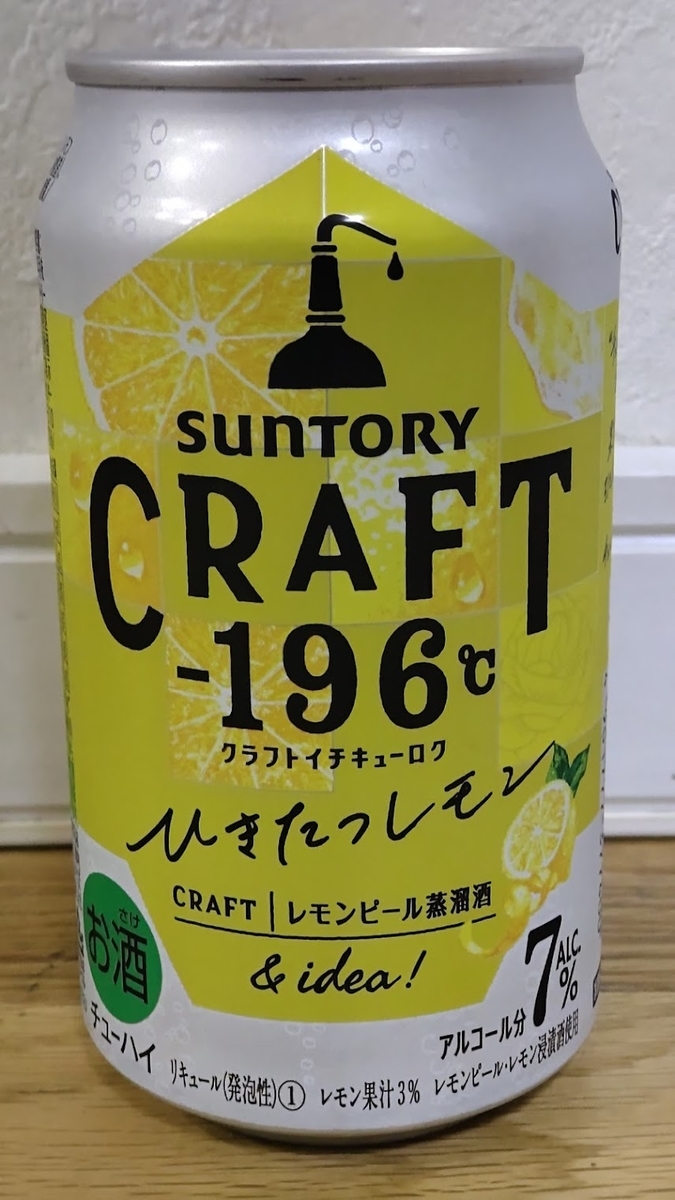 SUNTORY
CRAFT
-196℃
クラフトイチキューロク
ひきたつレモン
CRAFT | レモンピール蒸溜酒
& idea!
さけ
お酒
チューハイ
7%
ALC.
アルコール分
リキュール(発泡性)① レモン果汁3% レモンピール・レモン浸漬酒使用